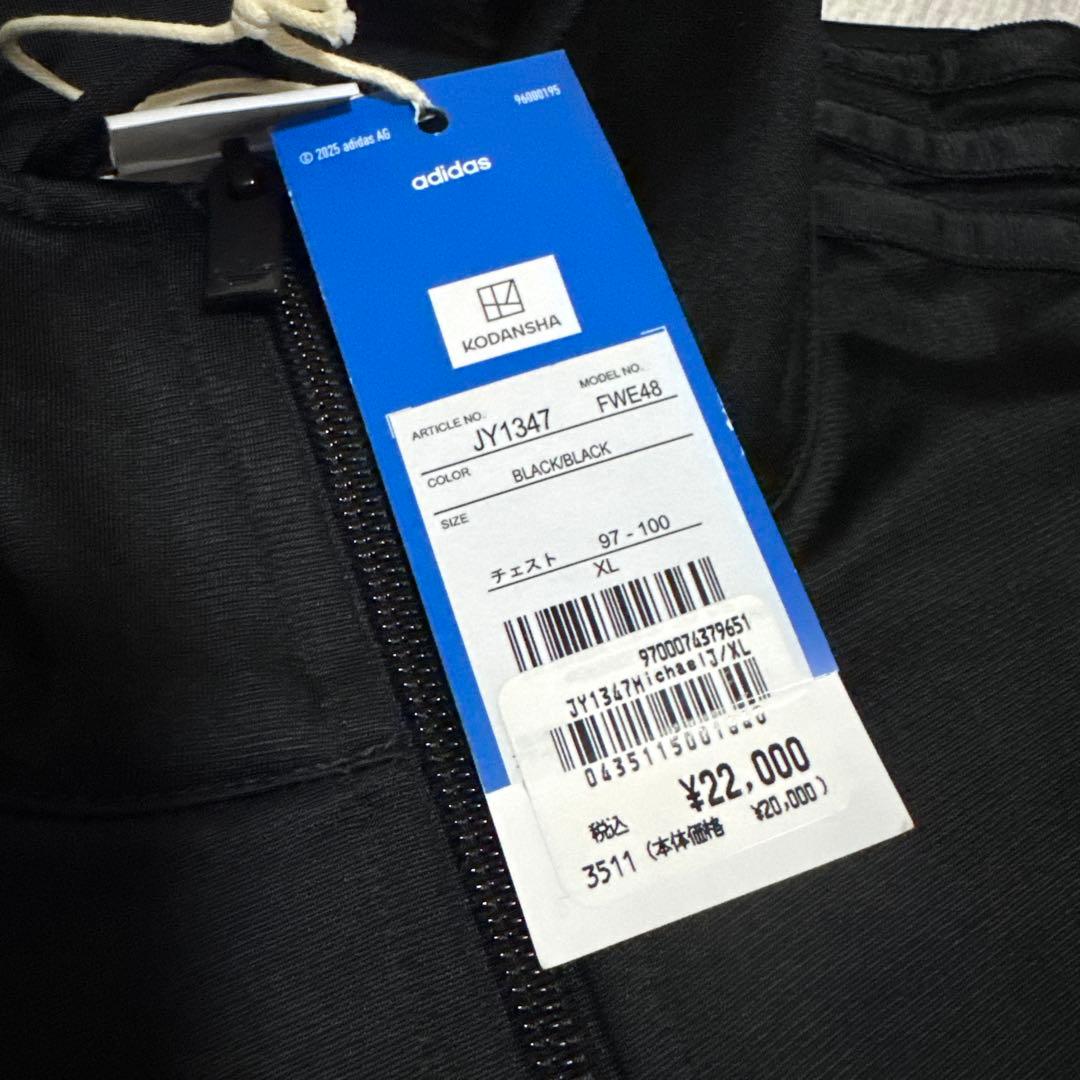 96000195
© 2025 adidas AG
adidas
KODANSHA
ARTICLE NO.. MODEL NO..
JY1347 FWE48
COLOR BLACK/BLACK
SIZE
チェスト 97 - 100
XL
9700074379651
JY1347MichaelJ/XL
¥22,000
税込 ¥20,000)
3511 (本体価格